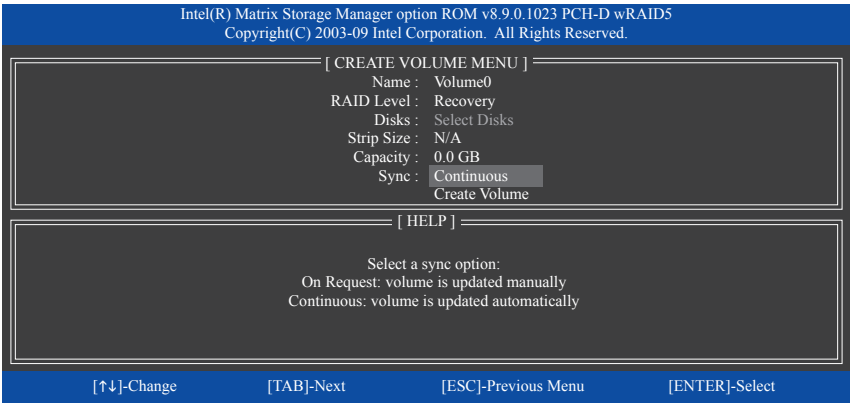 Intel(R) Matrix Storage Manager option ROM v8.9.0.1023 PCH-D wRAID5
Copyright(C) 2003-09 Intel Corporation. All Rights Reserved.
[ CREATE VOLUME MENU ]
Name : Volume0
RAID Level : Recovery
Disks : Select Disks
Strip Size : N/A
Capacity : 0.0 GB
Sync : Continuous
Create Volume
[ HELP ]
Select a sync option:
On Request: volume is updated manually
Continuous: volume is updated automatically
[↑↓]-Change [TAB]-Next [ESC]-Previous Menu [ENTER]-Select